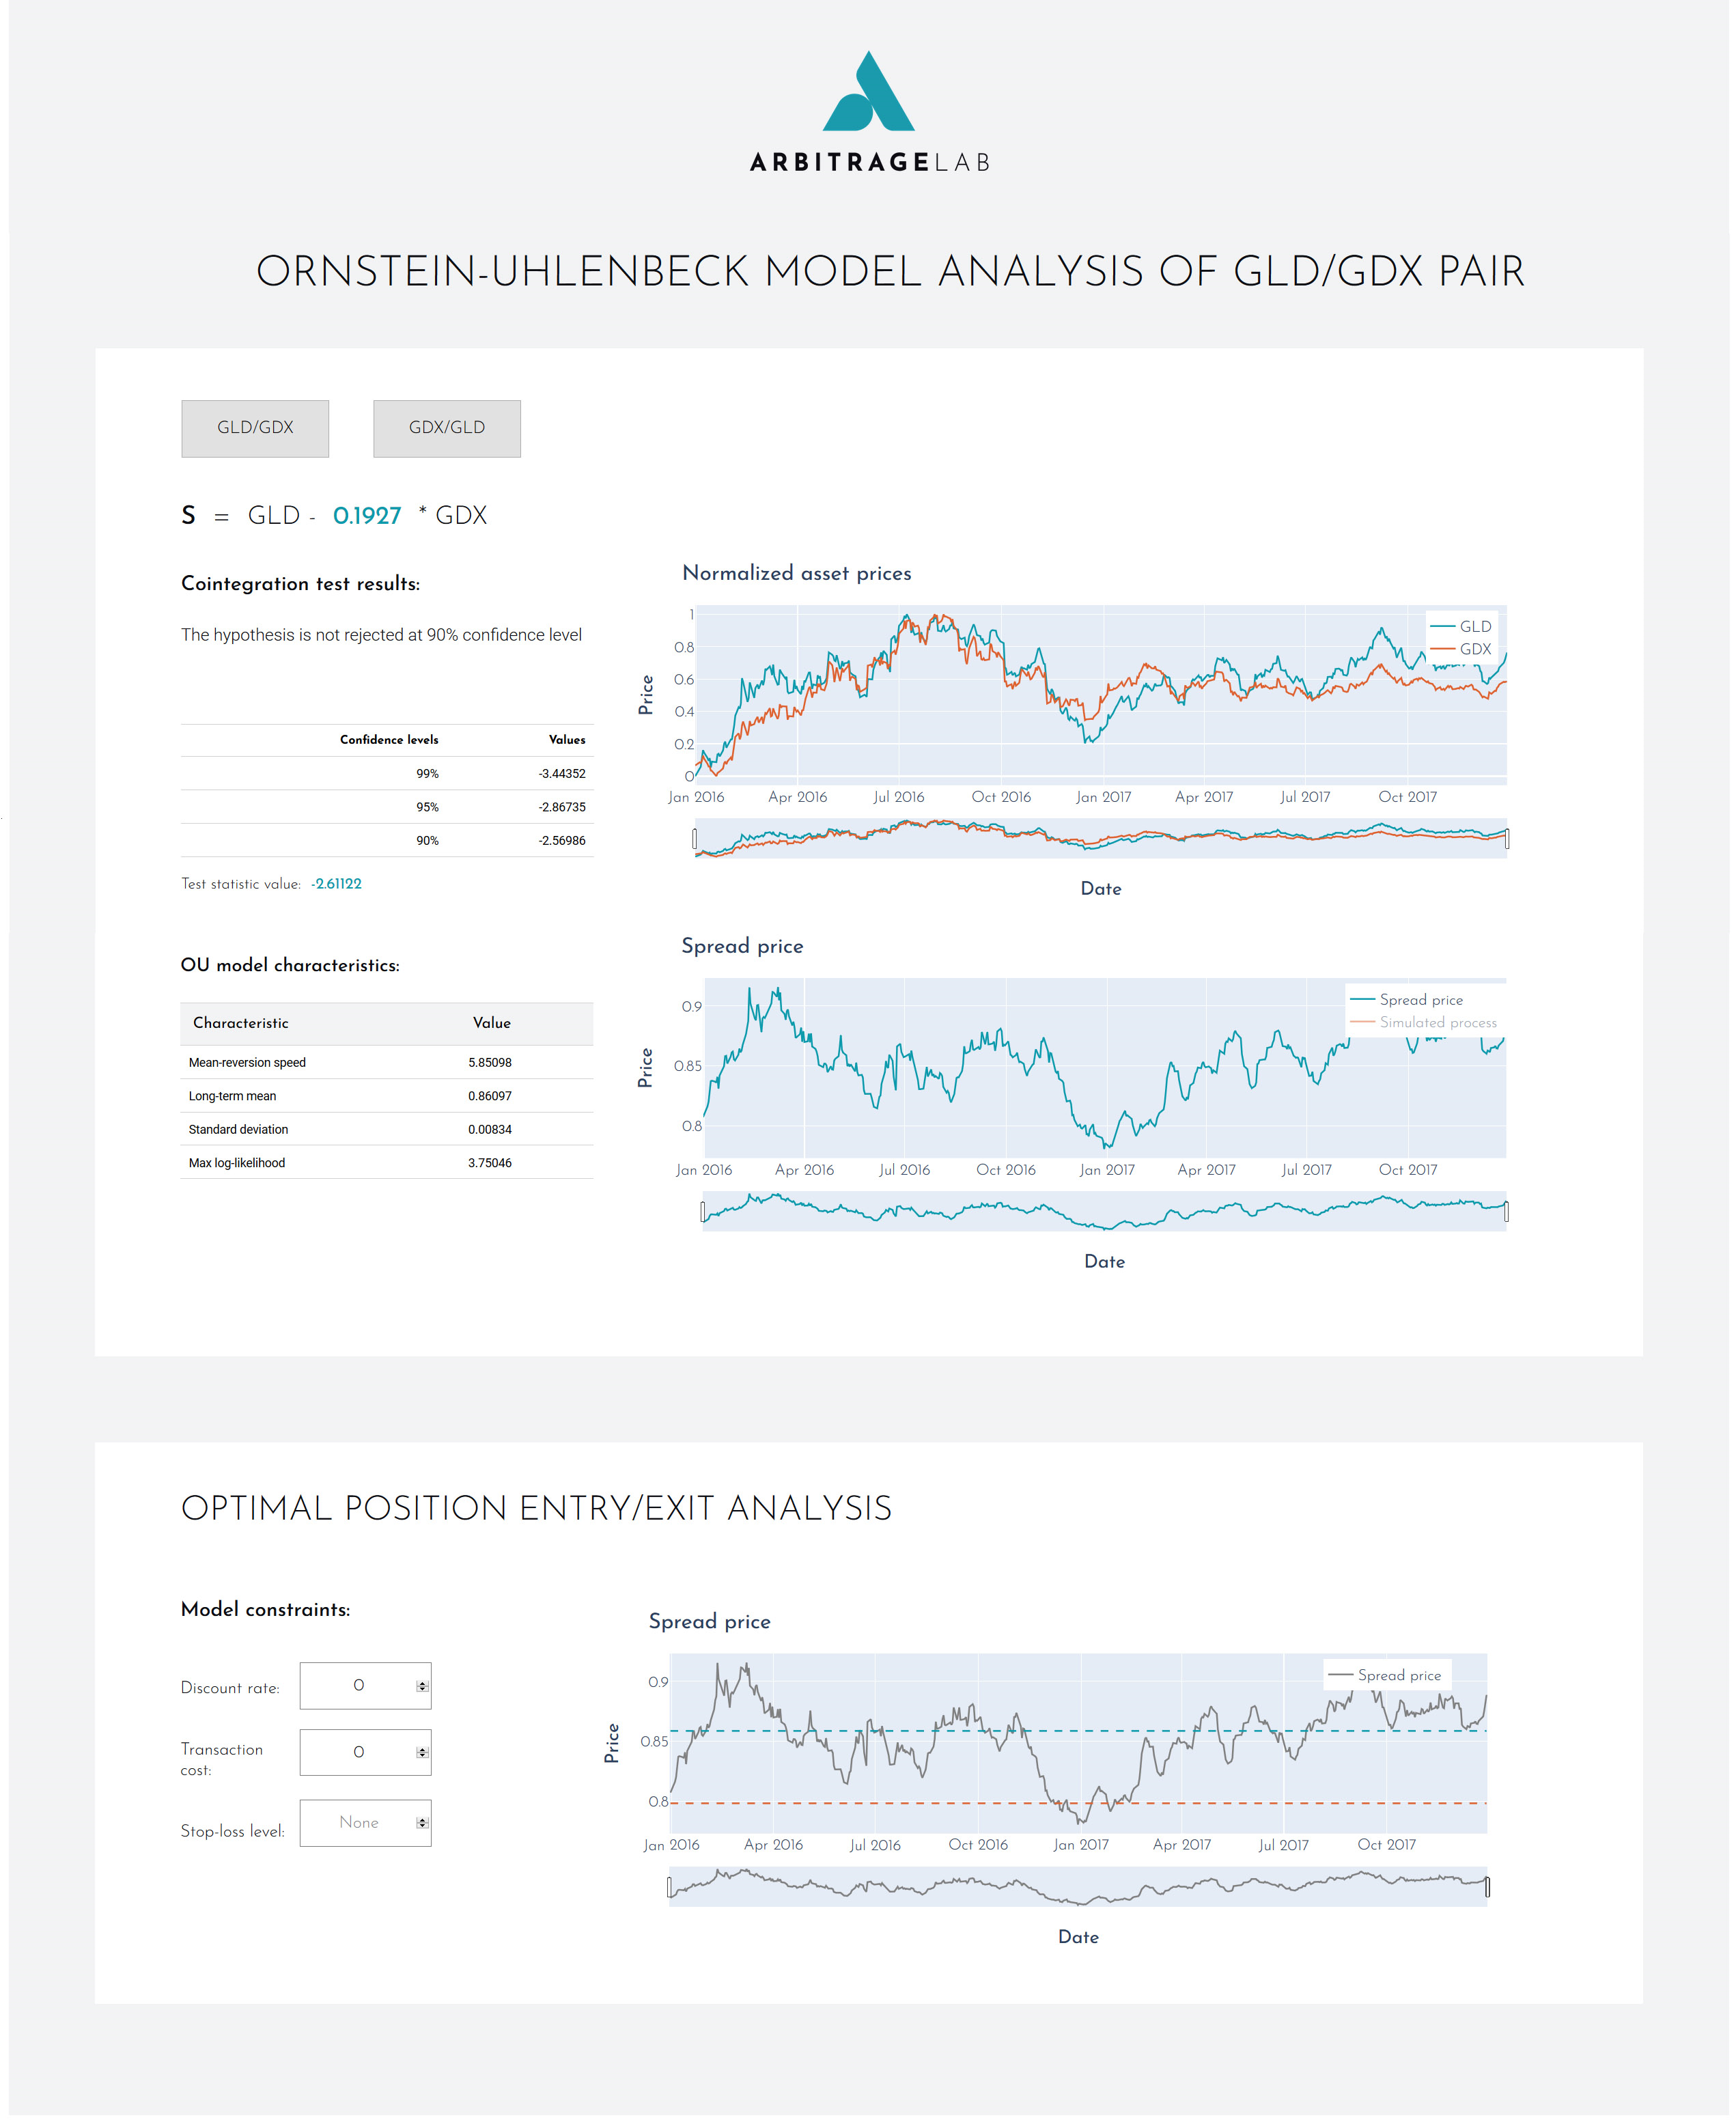 ARBITRAGELAB
ORNSTEIN-UHLENBECK MODEL ANALYSIS OF GLD/GDX PAIR
GLD/GDX GDX/GLD
S = GLD - 0.1927 * GDX
Cointegration test results:
The hypothesis is not rejected at 90% confidence level
Confidence levels Values
99% -3.44352
95% -2.86735
90% -2.56986
Test statistic value: -2.61122
Normalized asset prices
GLD
GDX
Price
1
0.8
0.6
0.4
0.2
0
Jan 2016 Apr 2016 Jul 2016 Oct 2016 Jan 2017 Apr 2017 Jul 2017 Oct 2017
Date
OU model characteristics:
Characteristic Value
Mean-reversion speed 5.85098
Long-term mean 0.86097
Standard deviation 0.00834
Max log-likelihood 3.75046
Spread price
Spread price
Simulated process
Price
0.9
0.85
0.8
Jan 2016 Apr 2016 Jul 2016 Oct 2016 Jan 2017 Apr 2017 Jul 2017 Oct 2017
Date
OPTIMAL POSITION ENTRY/EXIT ANALYSIS
Model constraints:
Discount rate: 0
Transaction
cost: 0
Stop-loss level: None
Spread price
Spread price
Price
0.9
0.85
0.8
Jan 2016 Apr 2016 Jul 2016 Oct 2016 Jan 2017 Apr 2017 Jul 2017 Oct 2017
Date